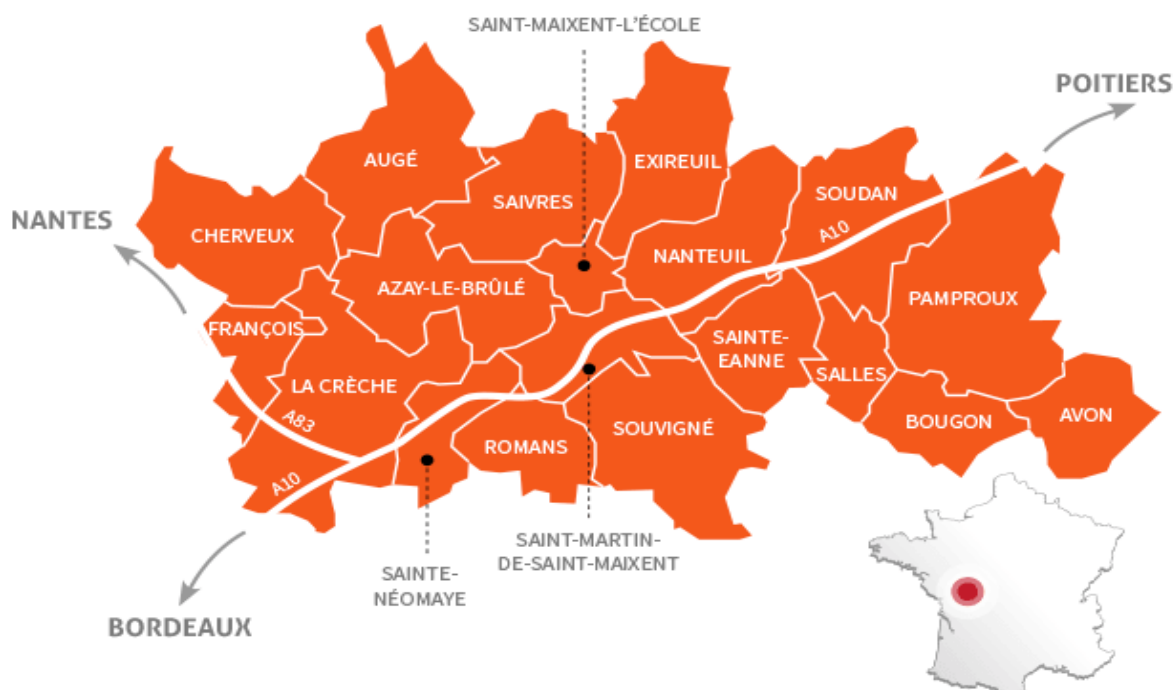 SAINT-MAIXENT-L'ÉCOLE
POITIERS
AUGÉ
EXIREUIL
SAIVRES
SOUDAN
NANTES
CHERVEUX
A10
NANTEUIL
AZAY-LE-BRÛLÉ
PAMPROUX
FRANÇOIS
SAINTE-
EANNE
LA CRÈCHE
SALLES
A83
SOUVIGNÉ
BOUGON
AVON
ROMANS
A10
SAINT-MARTIN-
DE-SAINT-MAIXENT
SAINTE-
NÉOMAYE
BORDEAUX